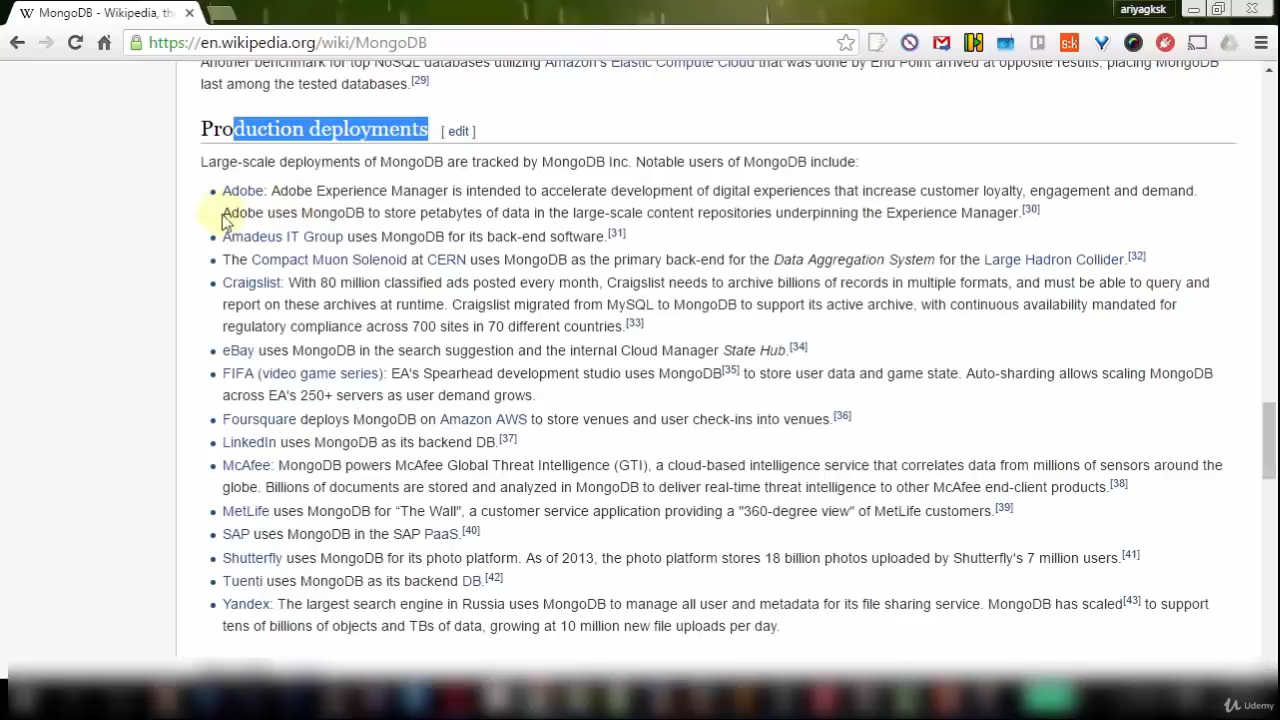 MongoDB - Wikipedia, th
ariyagksk
https://en.wikipedia.org/wiki/MongoDB
Another benchmark for top NoSQL databases utilizing Amazon's Elastic Compute Cloud that was done by End Point arrived at opposite results, placing MongoDB
last among the tested databases.[29]
Production deployments [ edit ]
Large-scale deployments of MongoDB are tracked by MongoDB Inc. Notable users of MongoDB include:
• Adobe: Adobe Experience Manager is intended to accelerate development of digital experiences that increase customer loyalty, engagement and demand.
Adobe uses MongoDB to store petabytes of data in the large-scale content repositories underpinning the Experience Manager.[30]
• Amadeus IT Group uses MongoDB for its back-end software.[31]
• The Compact Muon Solenoid at CERN uses MongoDB as the primary back-end for the Data Aggregation System for the Large Hadron Collider.[32]
• Craigslist: With 80 million classified ads posted every month, Craigslist needs to archive billions of records in multiple formats, and must be able to query and
report on these archives at runtime. Craigslist migrated from MySQL to MongoDB to support its active archive, with continuous availability mandated for
regulatory compliance across 700 sites in 70 different countries.[33]
• eBay uses MongoDB in the search suggestion and the internal Cloud Manager State Hub.[34]
• FIFA (video game series): EA's Spearhead development studio uses MongoDB[35] to store user data and game state. Auto-sharding allows scaling MongoDB
across EA's 250+ servers as user demand grows.
• Foursquare deploys MongoDB on Amazon AWS to store venues and user check-ins into venues.[36]
• LinkedIn uses MongoDB as its backend DB.[37]
• McAfee: MongoDB powers McAfee Global Threat Intelligence (GTI), a cloud-based intelligence service that correlates data from millions of sensors around the
globe. Billions of documents are stored and analyzed in MongoDB to deliver real-time threat intelligence to other McAfee end-client products.[38]
• MetLife uses MongoDB for “The Wall", a customer service application providing a "360-degree view" of MetLife customers.[39]
• SAP uses MongoDB in the SAP PaaS.[40]
• Shutterfly uses MongoDB for its photo platform. As of 2013, the photo platform stores 18 billion photos uploaded by Shutterfly's 7 million users.[41]
• Tuenti uses MongoDB as its backend DB.[42]
• Yandex: The largest search engine in Russia uses MongoDB to manage all user and metadata for its file sharing service. MongoDB has scaled[43] to support
tens of billions of objects and TBs of data, growing at 10 million new file uploads per day.
Udemy